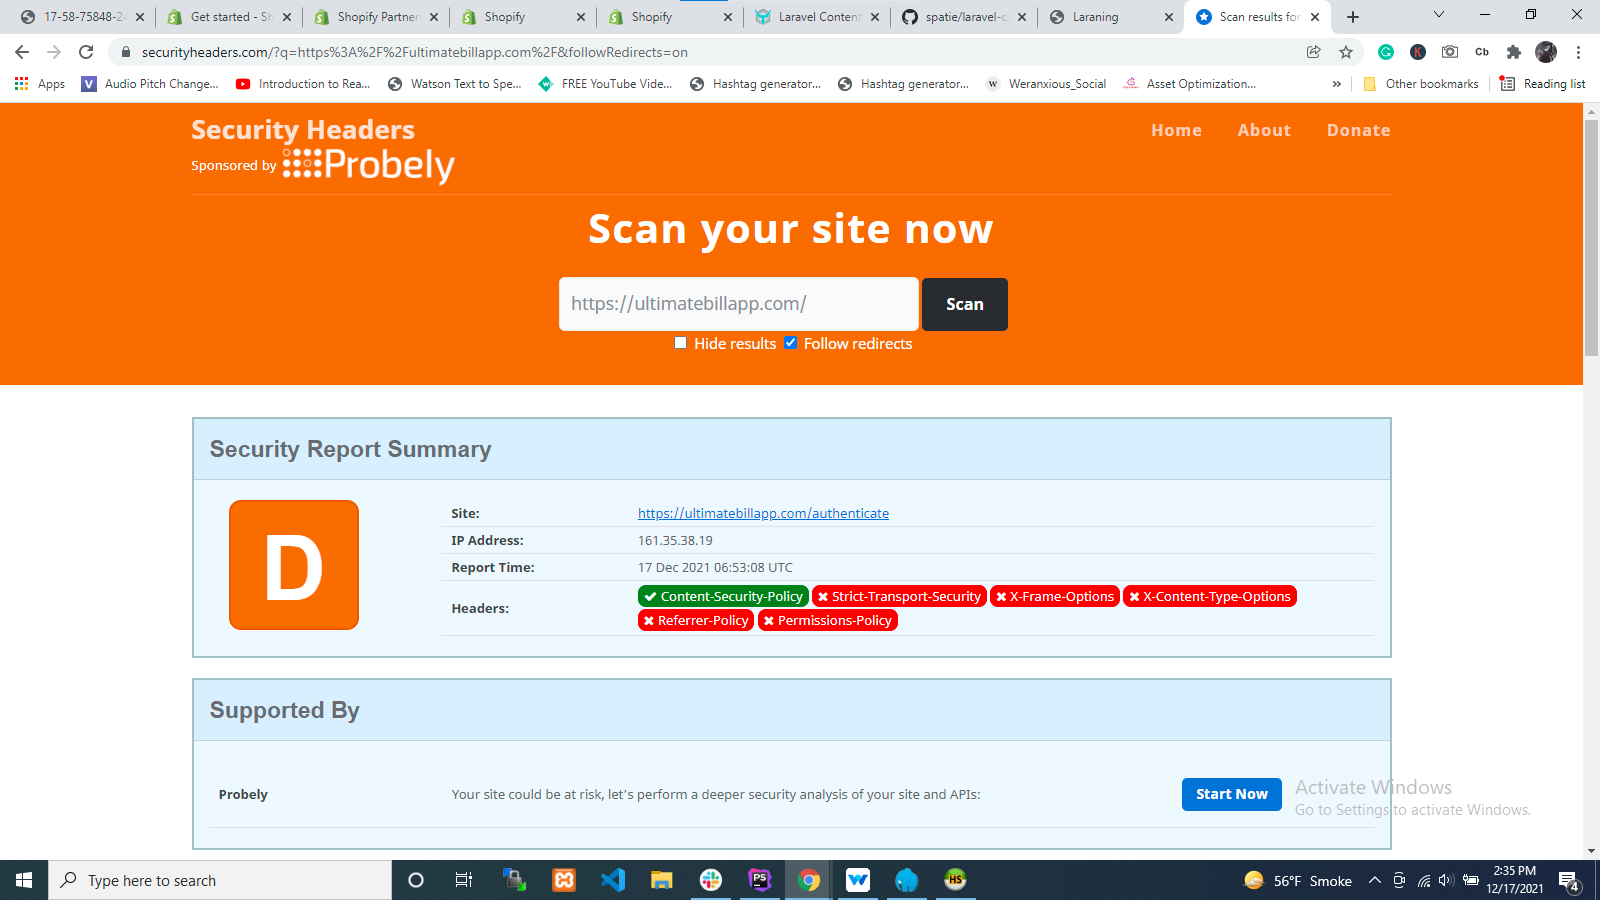 17-58-75848-24
Get started - Sh
Shopify Partner
Shopify
Shopify
Laravel Content
spatie/laravel-c
Laraning
Scan results for
securityheaders.com/?q=https%3A%2F%2Fultimatebillapp.com%2F&followRedirects=on
Cb
Apps
Audio Pitch Change...
Introduction to Rea...
Watson Text to Spe...
FREE YouTube Vide...
Hashtag generator...
Hashtag generator...
Weranxious_Social
Asset Optimization...
»
Other bookmarks
Reading list
Security Headers
Sponsored by Probely
Home About Donate
Scan your site now
https://ultimatebillapp.com/
Scan
Hide results Follow redirects
Security Report Summary
D
Site: https://ultimatebillapp.com/authenticate
IP Address: 161.35.38.19
Report Time: 17 Dec 2021 06:53:08 UTC
Headers: Content-Security-Policy Strict-Transport-Security X-Frame-Options X-Content-Type-Options
Referrer-Policy Permissions-Policy
Supported By
Probely Your site could be at risk, let's perform a deeper security analysis of your site and APIs: Start Now
Activate Windows
Go to Settings to activate Windows.
Type here to search
PS
HS
56°F Smoke
2:35 PM
12/17/2021
4